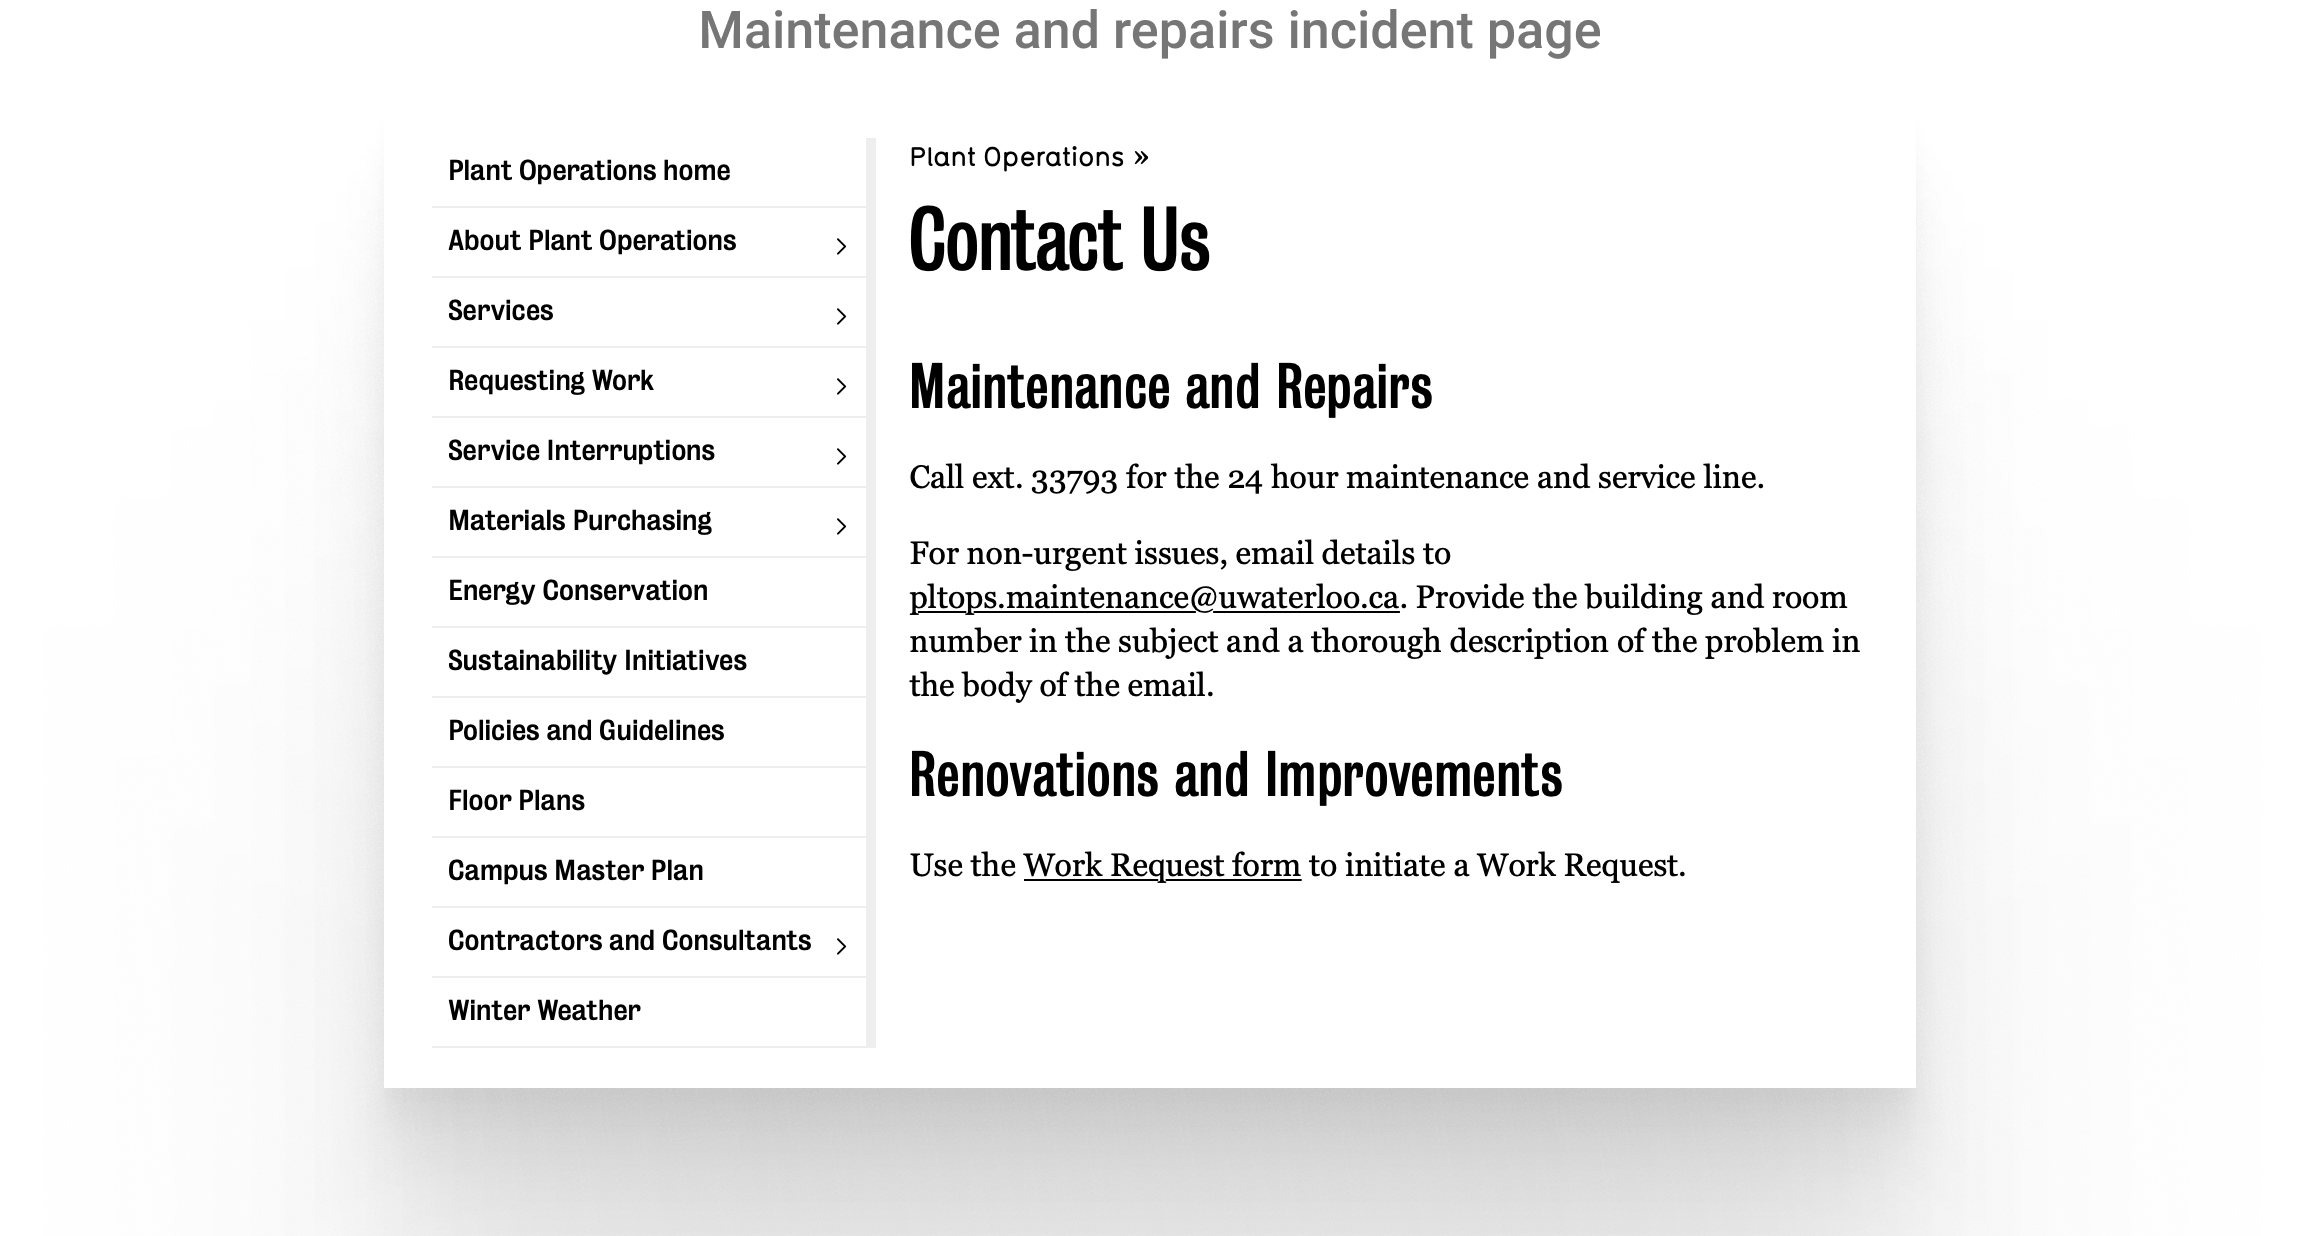 Maintenance and repairs incident page
Plant Operations home
About Plant Operations
Services
Requesting Work
Service Interruptions
Materials Purchasing
Energy Conservation
Sustainability Initiatives
Policies and Guidelines
Floor Plans
Campus Master Plan
Contractors and Consultants
Winter Weather
Plant Operations »
Contact Us
Maintenance and Repairs
Call ext. 33793 for the 24 hour maintenance and service line.
For non-urgent issues, email details to
pltops.maintenance@uwaterloo.ca. Provide the building and room
number in the subject and a thorough description of the problem in
the body of the email.
Renovations and Improvements
Use the Work Request form to initiate a Work Request.